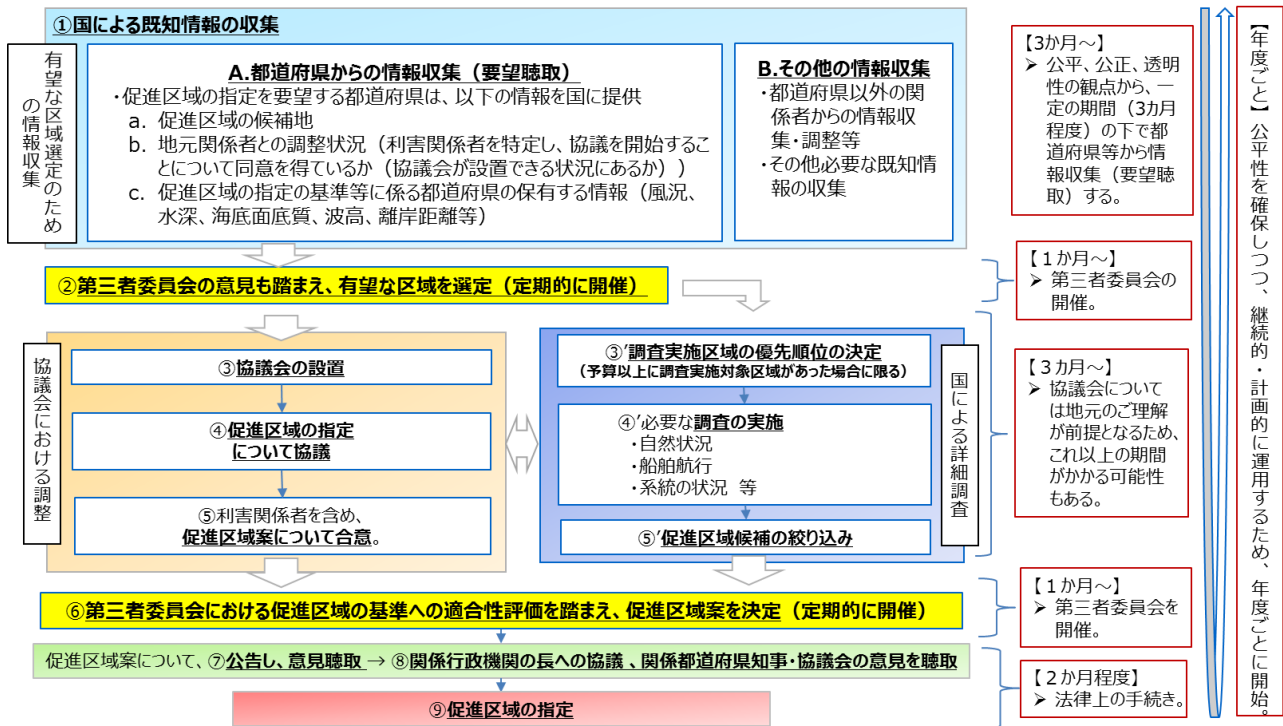 ①国による既知情報の収集
有望な区域選定のため
の情報収集
A.都道府県からの情報収集（要望聴取）
・促進区域の指定を要望する都道府県は、以下の情報を国に提供
a. 促進区域の候補地
b. 地元関係者との調整状況（利害関係者を特定し、協議を開始するこ
とについて同意を得ているか（協議会が設置できる状況にあるか））
c. 促進区域の指定の基準等に係る都道府県の保有する情報（風況、
水深、海底面底質、波高、離岸距離等）
B.その他の情報収集
・都道府県以外の関
係者からの情報収
集・調整等
・その他必要な既知情
報の収集
【3か月～】
➢ 公平、公正、透明
性の観点から、一
定の期間（3カ月
程度）の下で都
道府県等から情
報収集（要望聴
取）する。
②第三者委員会の意見も踏まえ、有望な区域を選定（定期的に開催）
【１か月～】
➢ 第三者委員会の
開催。
協議会における調整
③協議会の設置
④促進区域の指定
について協議
⑤利害関係者を含め、
促進区域案について合意。
③’調査実施区域の優先順位の決定
（予算以上に調査実施対象区域があった場合に限る）
④’必要な調査の実施
・自然状況
・船舶航行
・系統の状況 等
⑤’促進区域候補の絞り込み
国による詳細調査
【３カ月～】
➢ 協議会について
は地元のご理解
が前提となるため、
これ以上の期間
がかかる可能性
もある。
⑥第三者委員会における促進区域の基準への適合性評価を踏まえ、促進区域案を決定（定期的に開催）
【１か月～】
➢ 第三者委員会を
開催。
促進区域案について、⑦公告し、意見聴取 → ⑧関係行政機関の長への協議 、関係都道府県知事・協議会の意見を聴取
【２か月程度】
➢ 法律上の手続き。
⑨促進区域の指定
【年度ごと】公平性を確保しつつ、継続的・計画的に運用するため、年度ごとに開始。